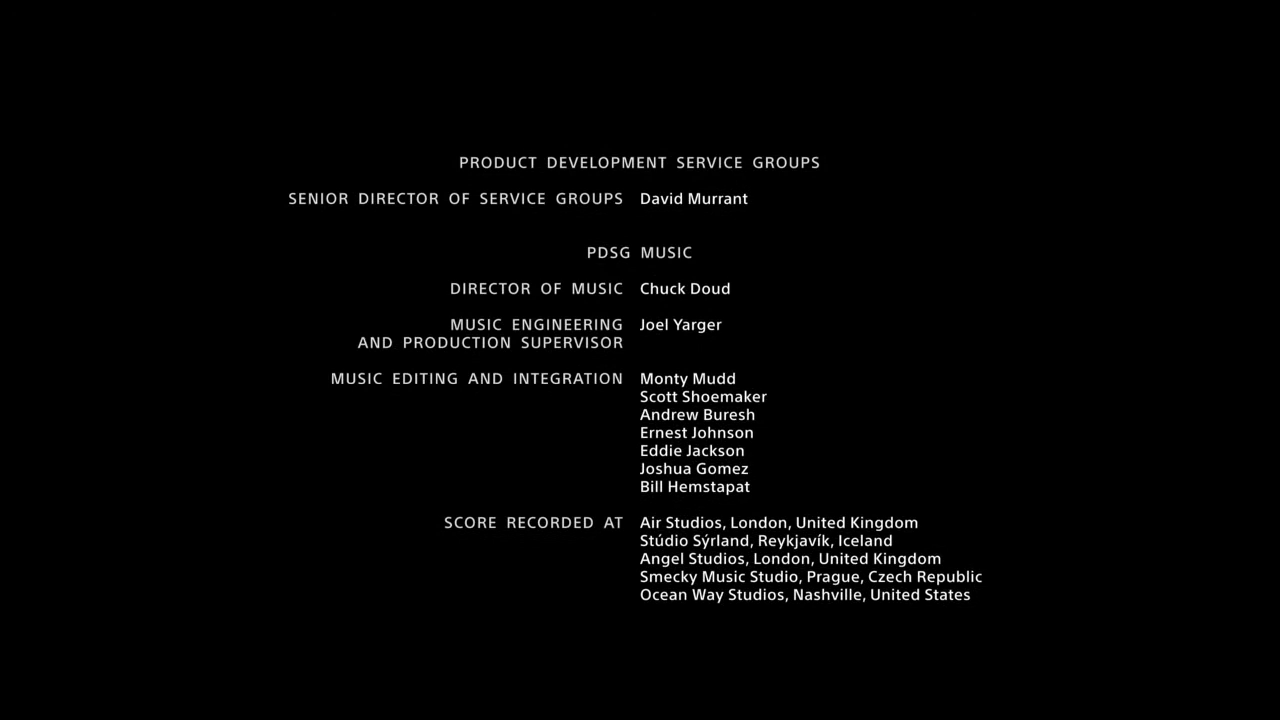 PRODUCT DEVELOPMENT SERVICE GROUPS
SENIOR DIRECTOR OF SERVICE GROUPS David Murrant
PDSG MUSIC
DIRECTOR OF MUSIC Chuck Doud
MUSIC ENGINEERING Joel Yarger
AND PRODUCTION SUPERVISOR
MUSIC EDITING AND INTEGRATION Monty Mudd
Scott Shoemaker
Andrew Buresh
Ernest Johnson
Eddie Jackson
Joshua Gomez
Bill Hemstapat
SCORE RECORDED AT Air Studios, London, United Kingdom
Stúdio Sýrland, Reykjavík, Iceland
Angel Studios, London, United Kingdom
Smecky Music Studio, Prague, Czech Republic
Ocean Way Studios, Nashville, United States